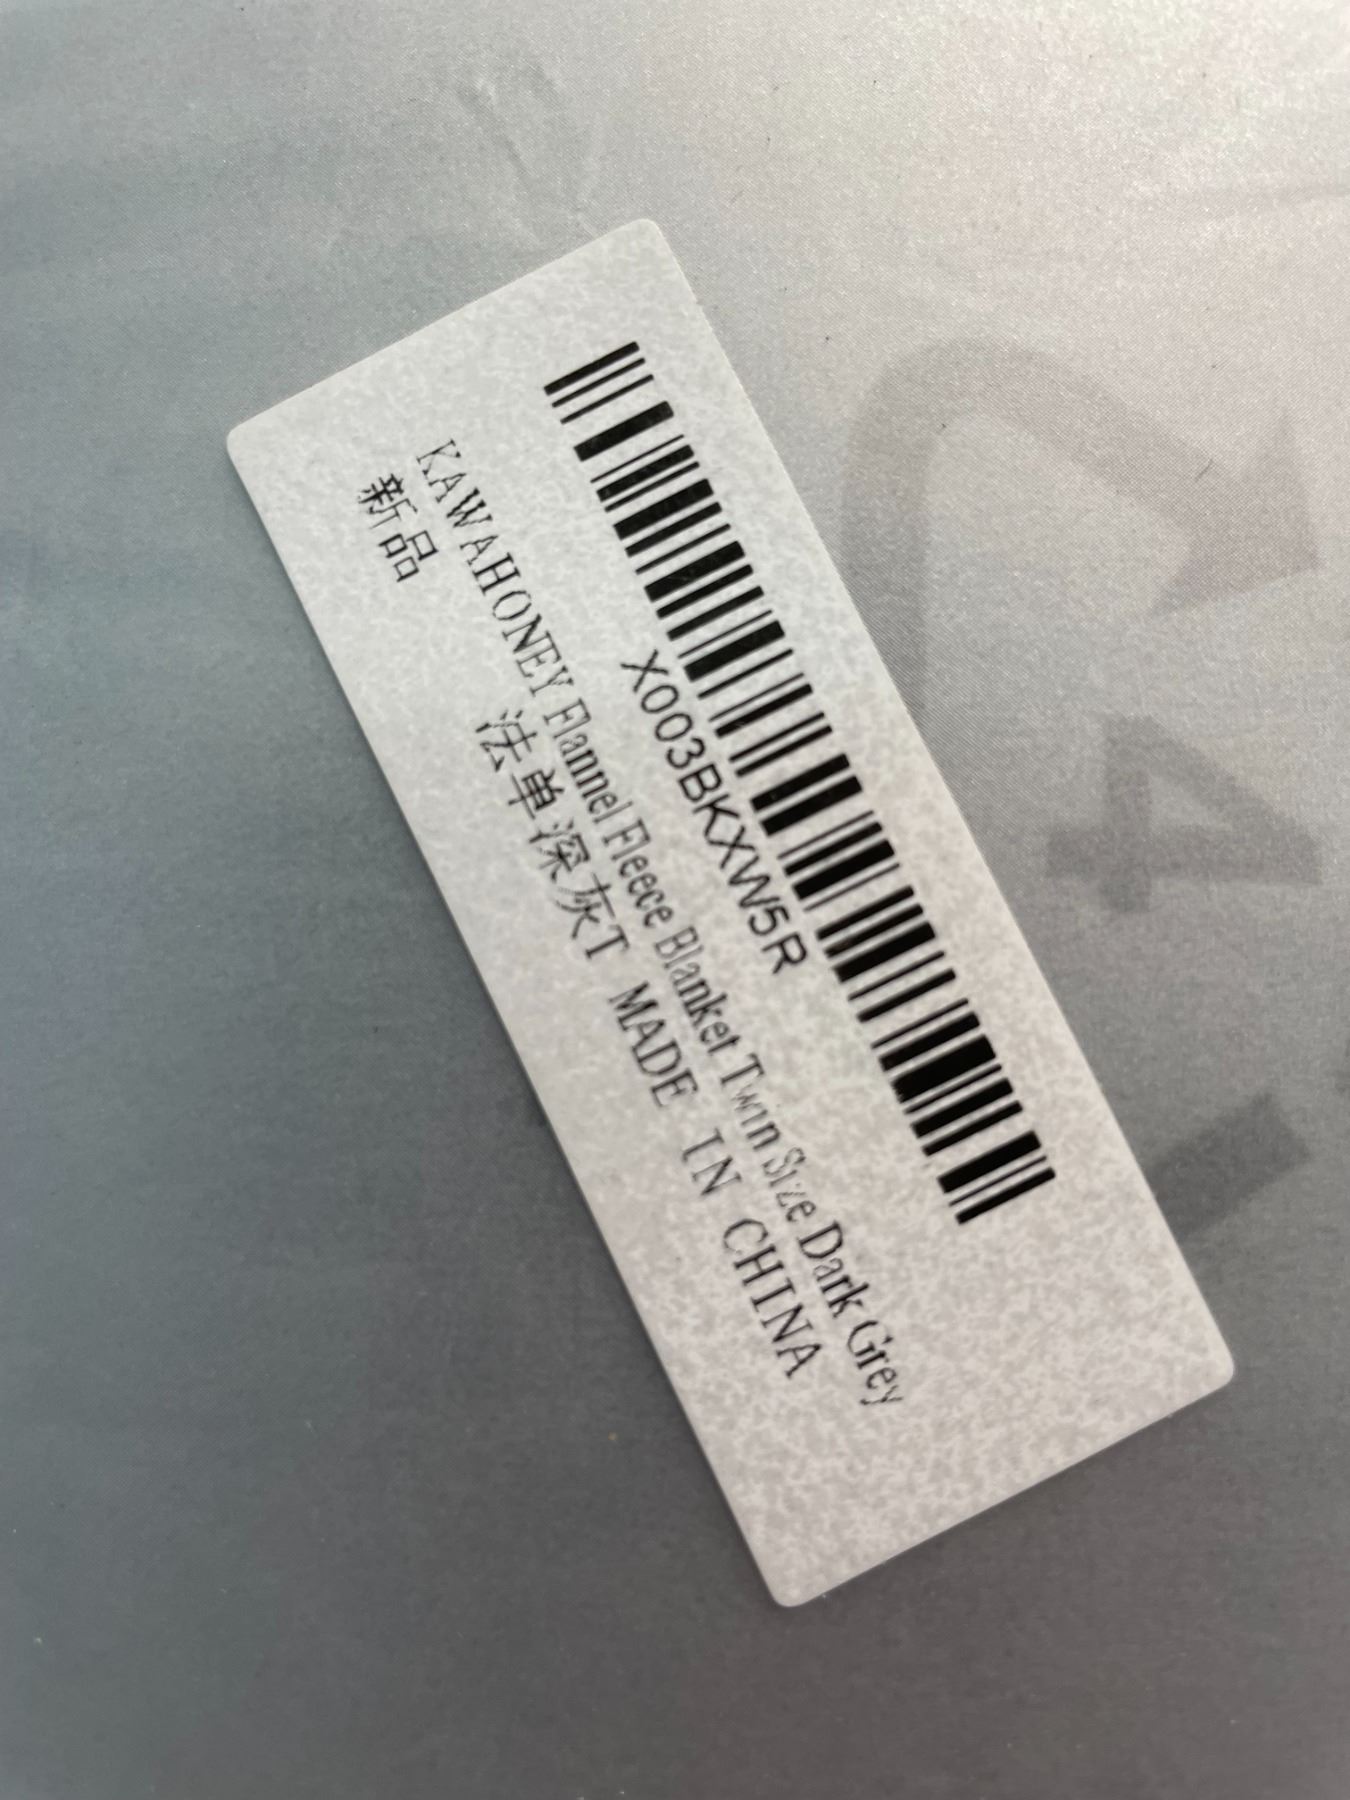 X003BKXW5R
KAWAHONEY Flannel Fleece Blanket Twin Size Dark Grey
新品 法单深灰T MADE IN CHINA